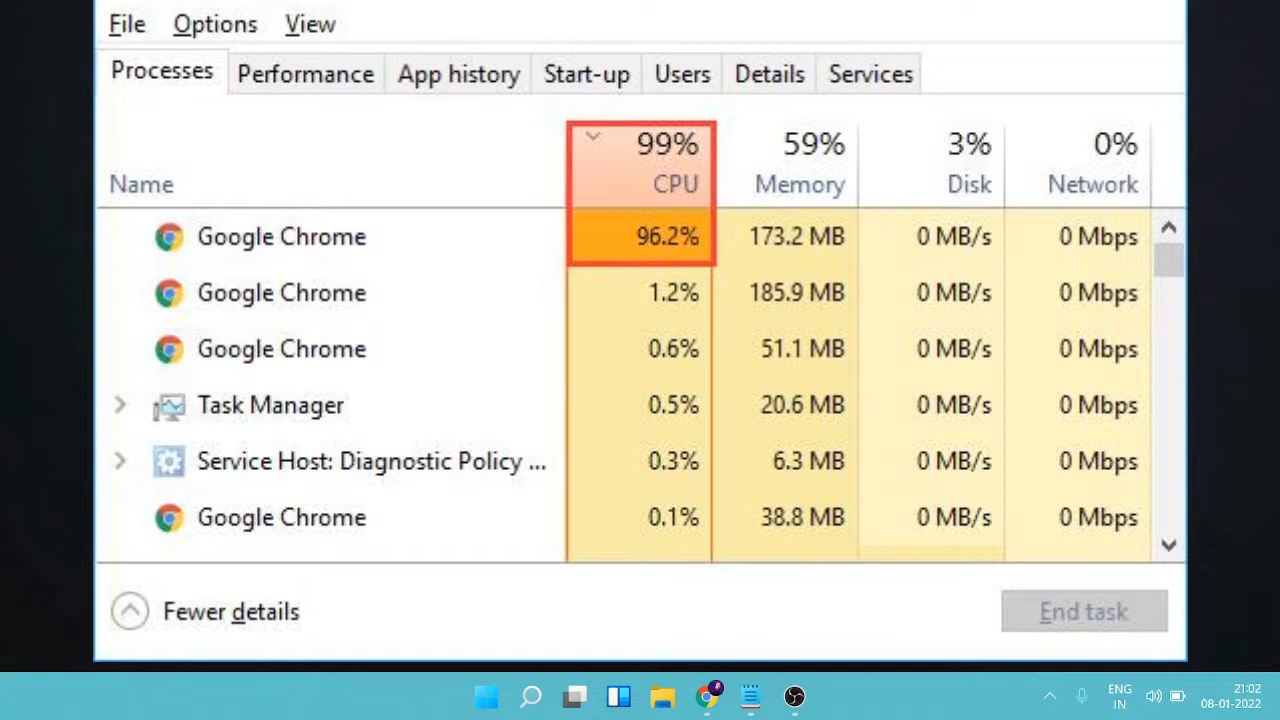 File Options View
Processes Performance App history Start-up Users Details Services
99% 59% 3% 0%
Name CPU Memory Disk Network
Google Chrome 96.2% 173.2 MB 0 MB/s 0 Mbps
Google Chrome 1.2% 185.9 MB 0 MB/s 0 Mbps
Google Chrome 0.6% 51.1 MB 0 MB/s 0 Mbps
Task Manager 0.5% 20.6 MB 0 MB/s 0 Mbps
Service Host: Diagnostic Policy ... 0.3% 6.3 MB 0 MB/s 0 Mbps
Google Chrome 0.1% 38.8 MB 0 MB/s 0 Mbps
Fewer details End task
ENG 21:02
IN 08-01-2022